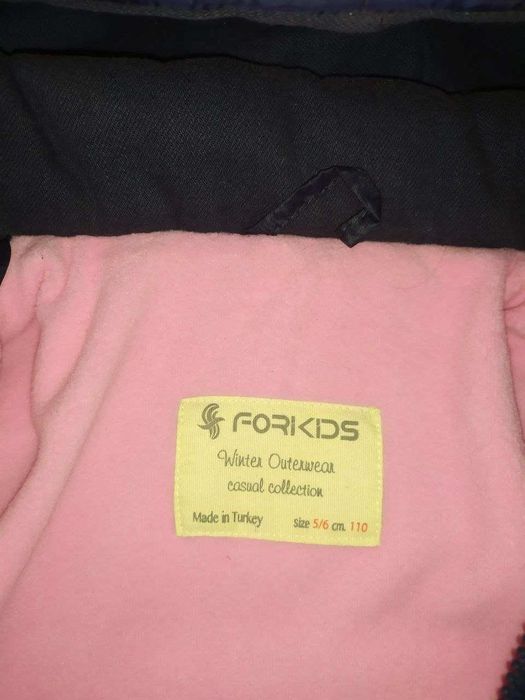 FORKIDS
Winter Outerwear
casual collection
Made in Turkey size 5/6 cm. 110